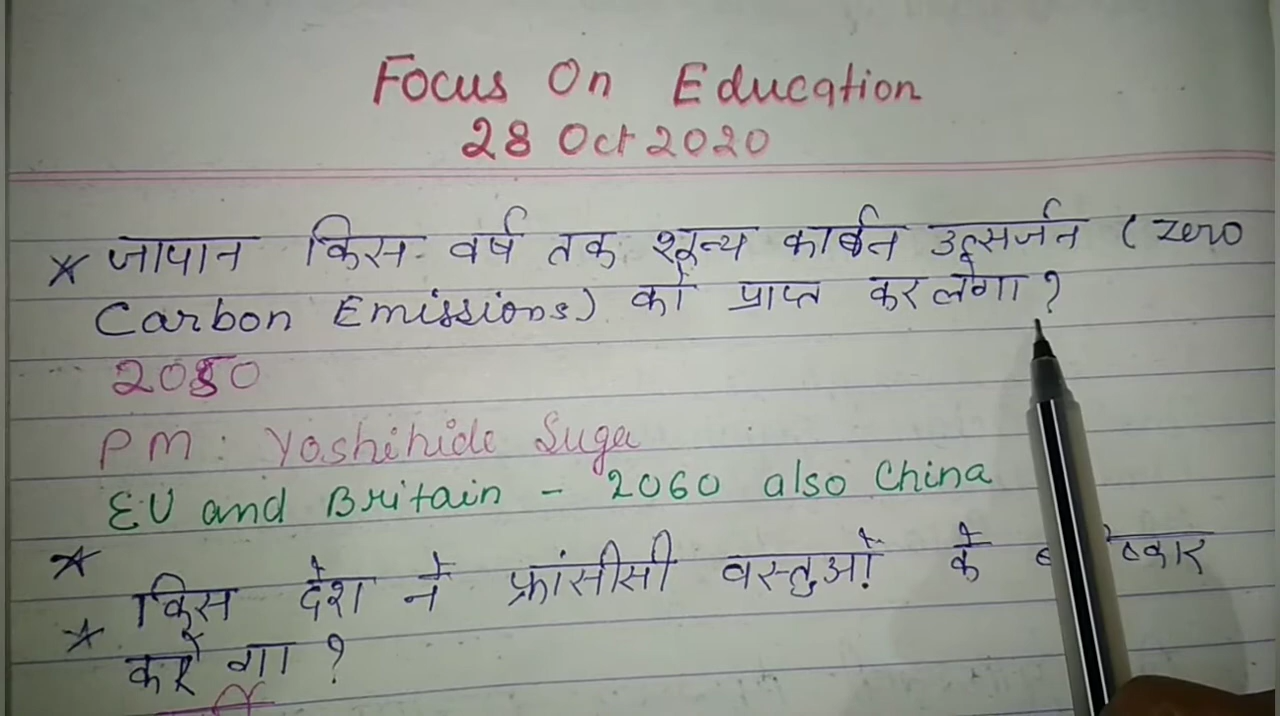 Focus On Education
28 Oct 2020
* जापान किस वर्ष तक शून्य कार्बन उत्सर्जन (zero
Carbon Emissions) को प्राप्त कर लेगा?
2050
PM: Yoshihide Suga
EU and Britain - 2060 also China
*
* किस देश ने फ्रांसीसी वस्तुओं के
करेगा?